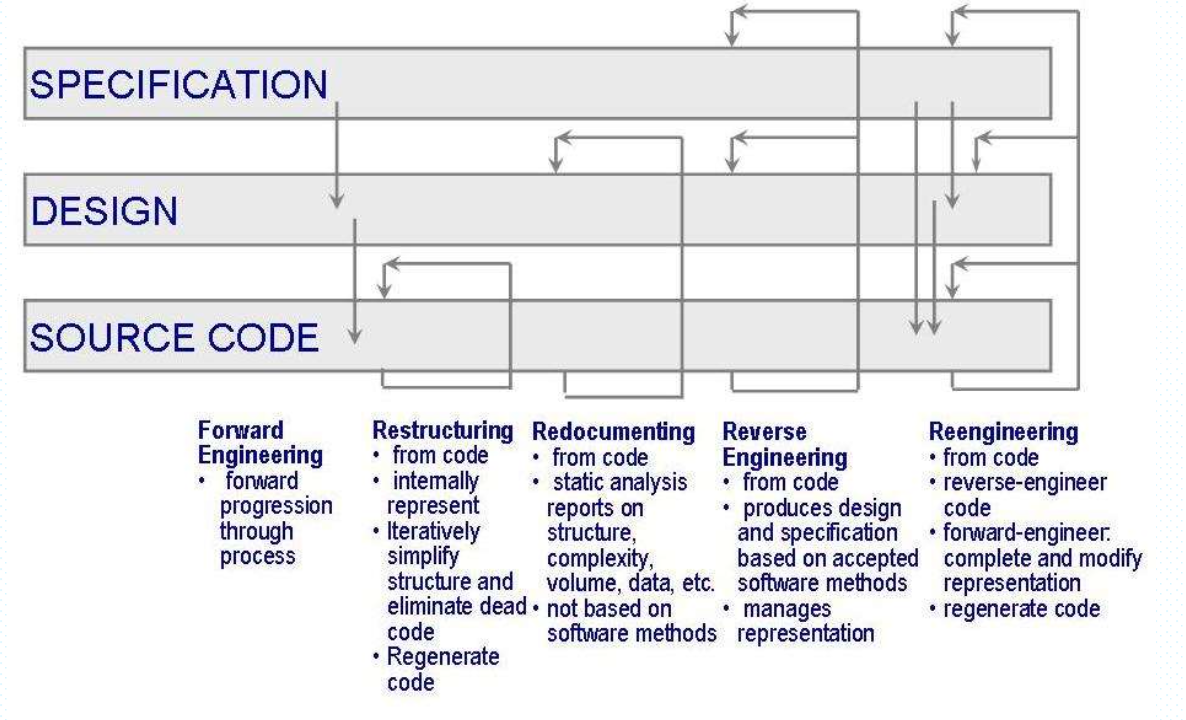 SPECIFICATION
DESIGN
SOURCE CODE
Forward
Engineering
• forward
progression
through
process
Restructuring
• from code
• internally
represent
• Iteratively
simplify
structure and
eliminate dead
code
• Regenerate
code
Redocumenting
• from code
• static analysis
reports on
structure,
complexity,
volume, data, etc.
• not based on
software methods
Reverse
Engineering
• from code
• produces design
and specification
based on accepted
software methods
• manages
representation
Reengineering
• from code
• reverse-engineer
code
• forward-engineer:
complete and modify
representation
• regenerate code